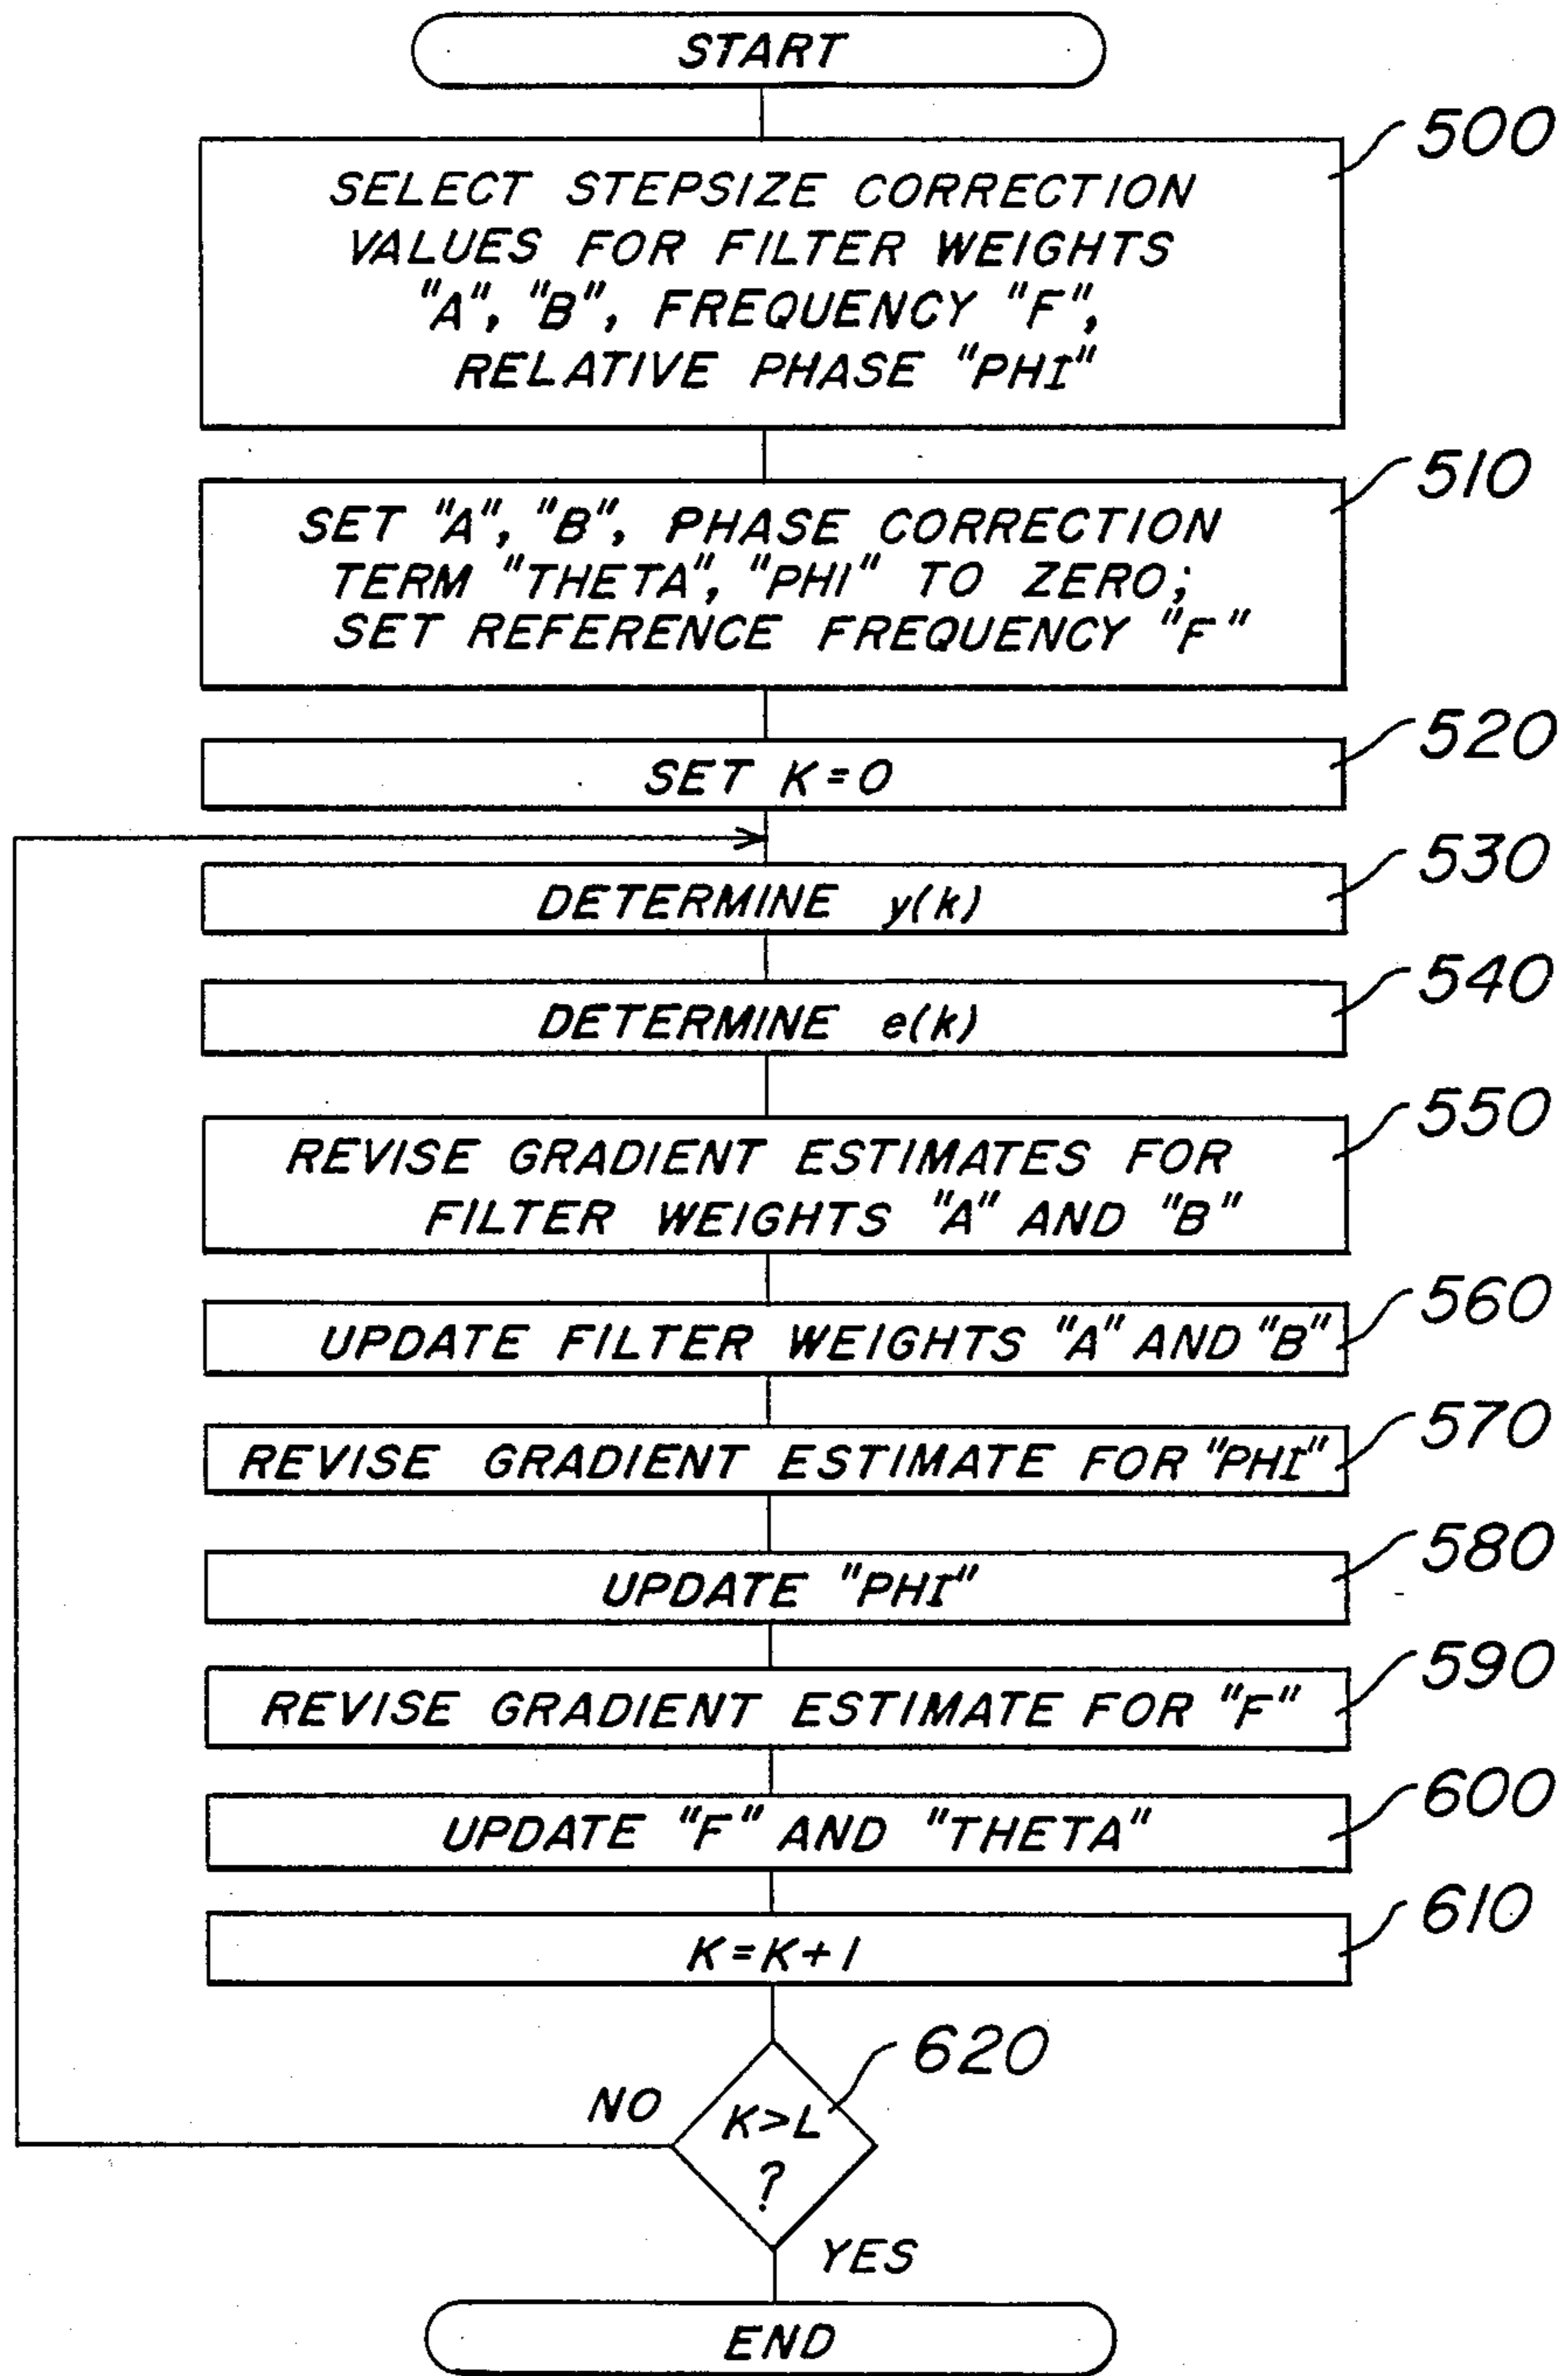 START
500
SELECT STEPSIZE CORRECTION
VALUES FOR FILTER WEIGHTS
"A", "B", FREQUENCY "F",
RELATIVE PHASE "PHI"
510
SET "A", "B", PHASE CORRECTION
TERM "THETA", "PHI" TO ZERO;
SET REFERENCE FREQUENCY "F"
520
SET K=0
530
DETERMINE y(k)
540
DETERMINE e(k)
550
REVISE GRADIENT ESTIMATES FOR
FILTER WEIGHTS "A" AND "B"
560
UPDATE FILTER WEIGHTS "A" AND "B"
570
REVISE GRADIENT ESTIMATE FOR "PHI"
580
UPDATE "PHI"
590
REVISE GRADIENT ESTIMATE FOR "F"
600
UPDATE "F" AND "THETA"
610
K=K+1
620
NO
K>L
?
YES
END